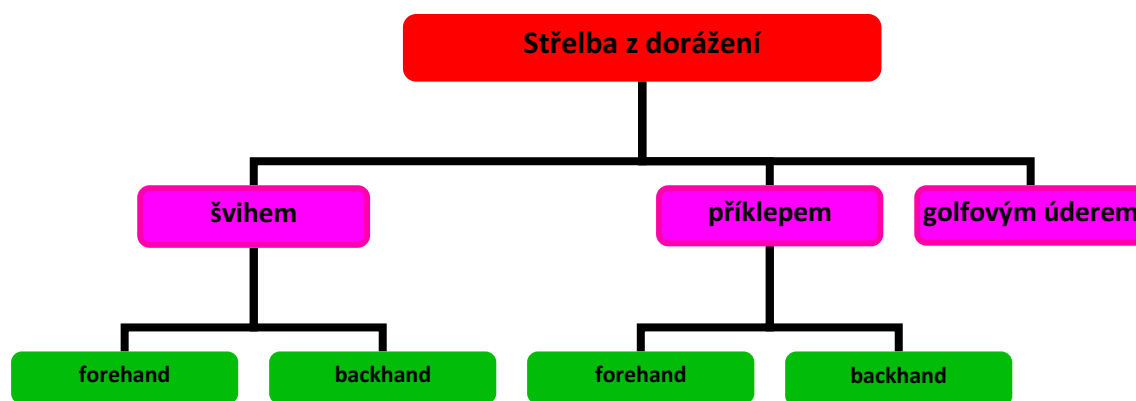 Střelba z dorážení
švihem
příklepem
golfovým úderem
forehand
backhand
forehand
backhand